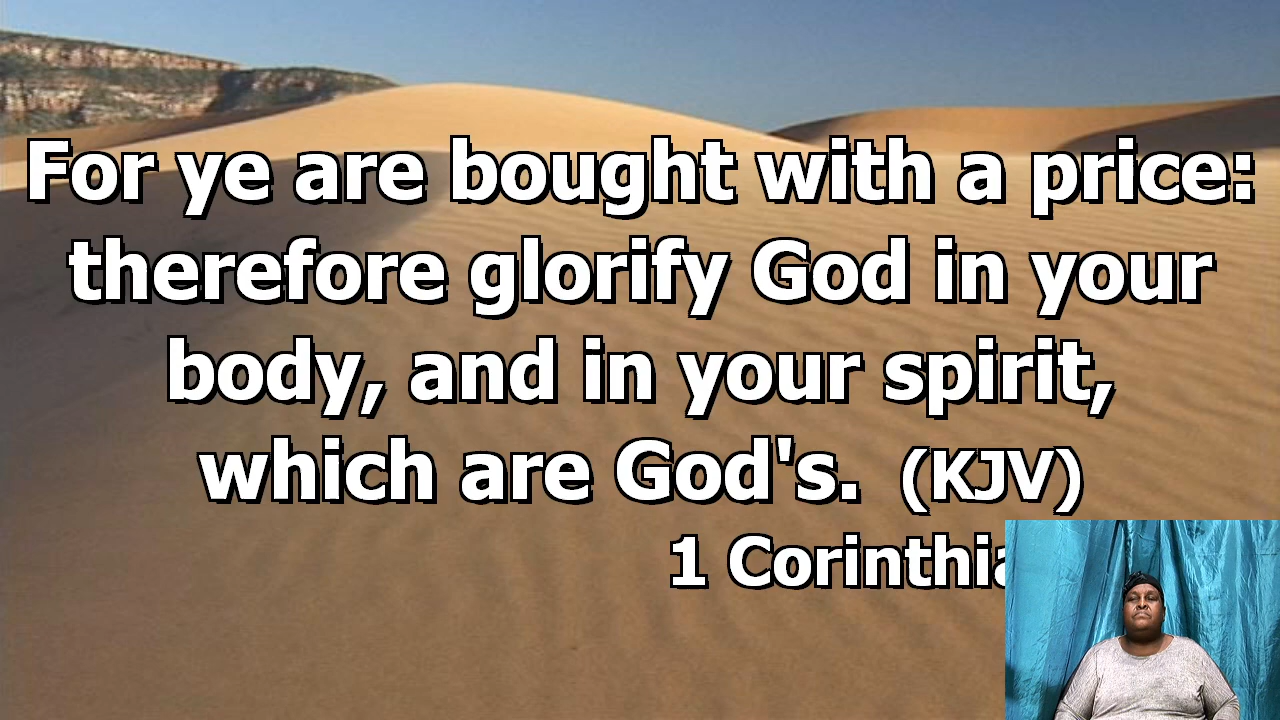 For ye are bought with a price:
therefore glorify God in your
body, and in your spirit,
which are God's. (KJV)
1